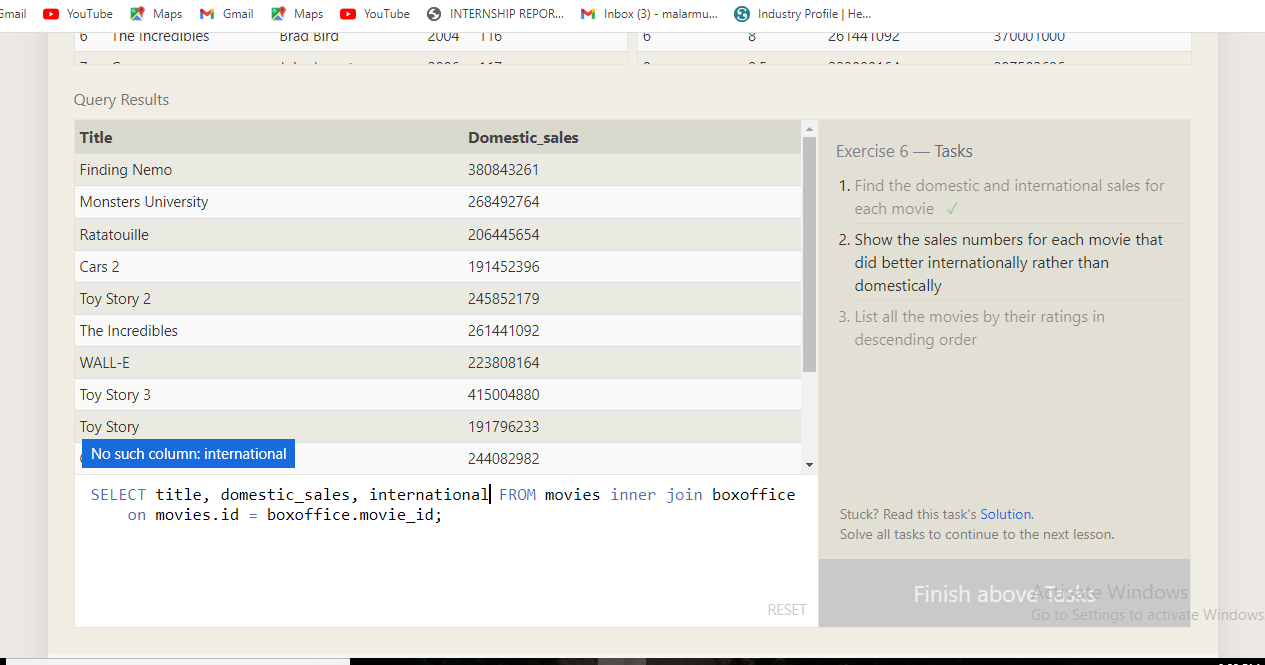 Gmail YouTube Maps Gmail Maps YouTube INTERNSHIP REPOR... Inbox (3) - malarmu... Industry Profile | He...
6 The Incredibles Brad Bird 2004 116 6 8 261441092 370001000
Query Results
Title Domestic_sales
Finding Nemo 380843261
Monsters University 268492764
Ratatouille 206445654
Cars 2 191452396
Toy Story 2 245852179
The Incredibles 261441092
WALL-E 223808164
Toy Story 3 415004880
Toy Story 191796233
244082982
No such column: international
SELECT title, domestic_sales, international FROM movies inner join boxoffice
on movies.id = boxoffice.movie_id;
RESET
Exercise 6 — Tasks
1. Find the domestic and international sales for
each movie ✓
2. Show the sales numbers for each movie that
did better internationally rather than
domestically
3. List all the movies by their ratings in
descending order
Stuck? Read this task's Solution.
Solve all tasks to continue to the next lesson.
Finish above Tasks
Activate Windows
Go to Settings to activate Windows